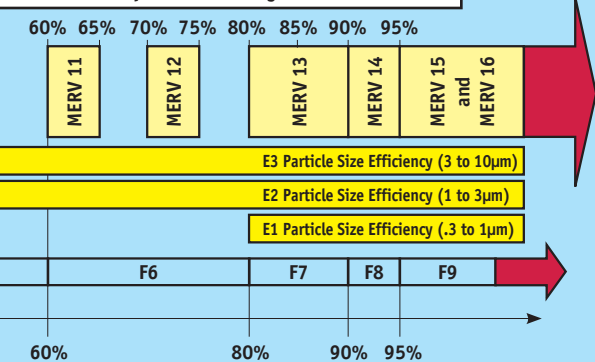 60% 65% 70% 75% 80% 85% 90% 95%
MERV 11
MERV 12
MERV 13
MERV 14
MERV 15
and
MERV 16
E3 Particle Size Efficiency (3 to 10µm)
E2 Particle Size Efficiency (1 to 3µm)
E1 Particle Size Efficiency (.3 to 1µm)
F6 F7 F8 F9
60% 80% 90% 95%